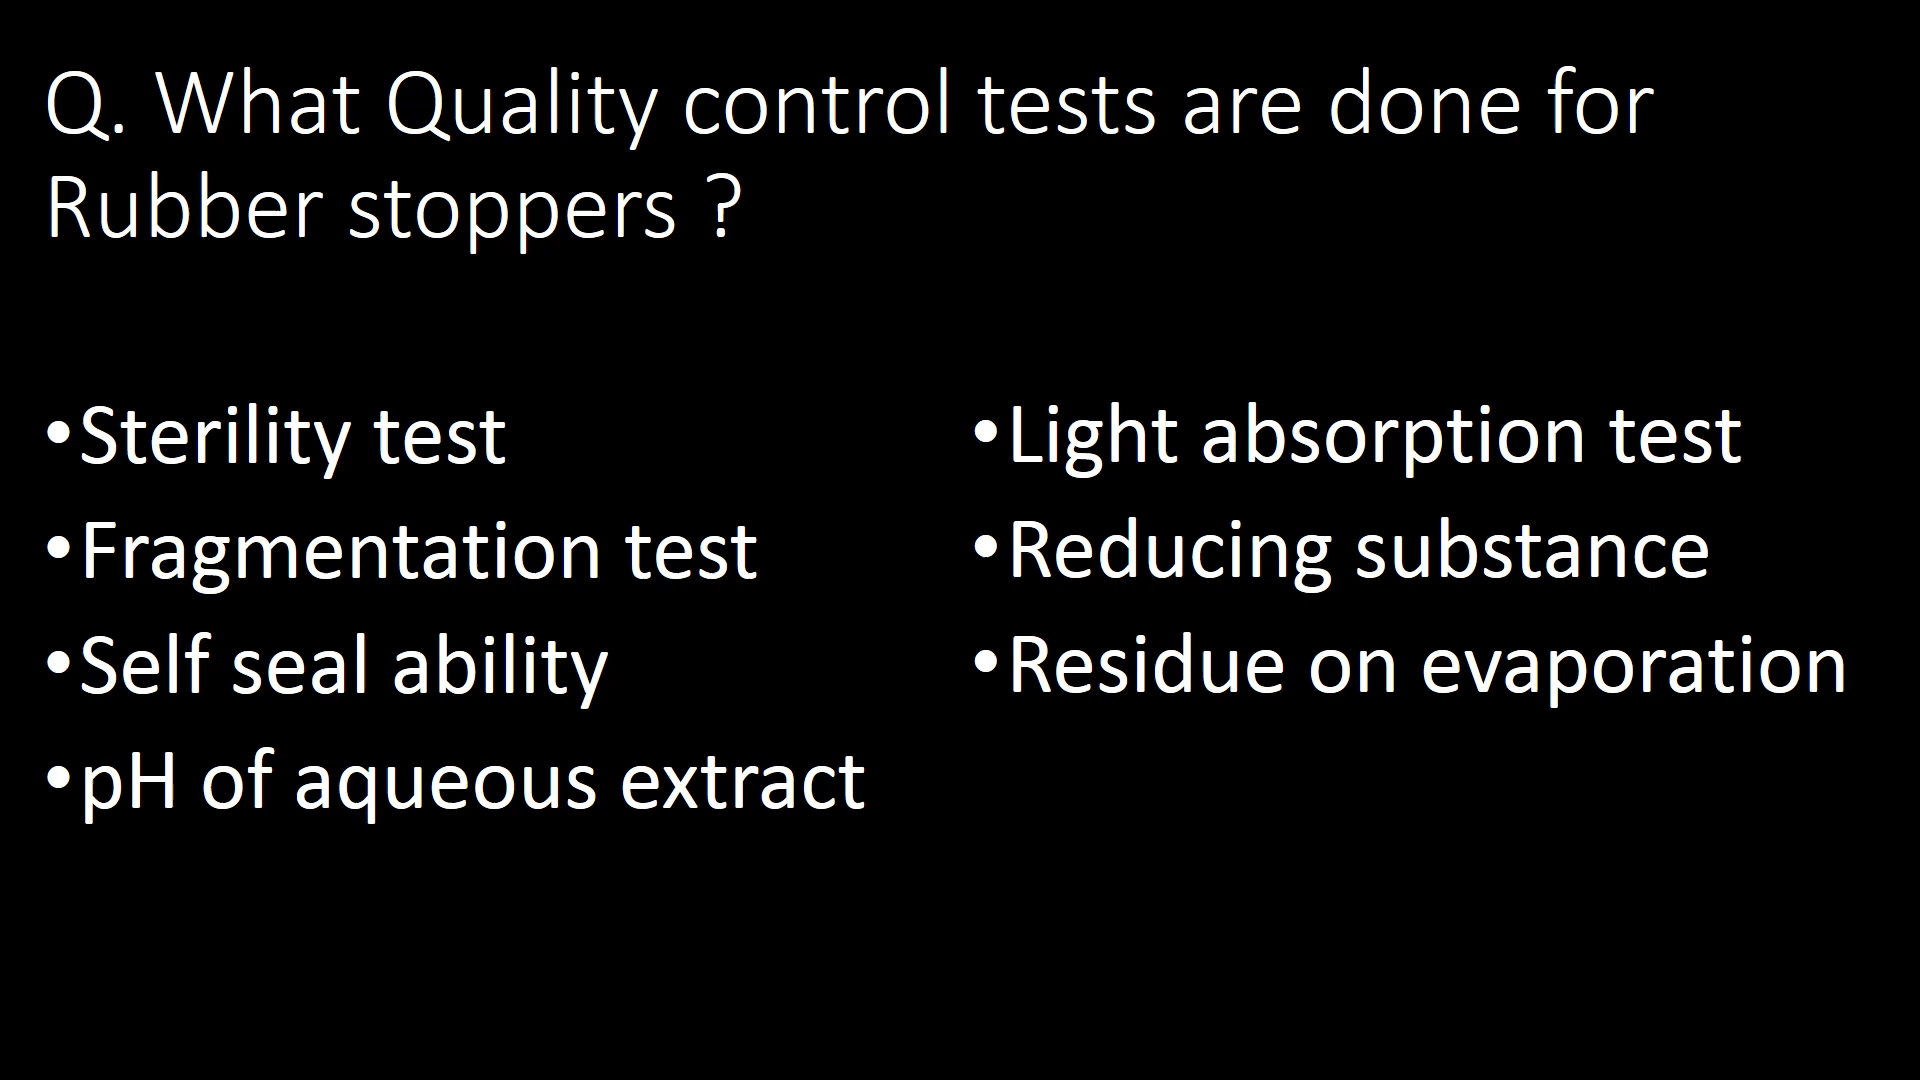 Q. What Quality control tests are done for
Rubber stoppers ?
•Sterility test
•Fragmentation test
•Self seal ability
•pH of aqueous extract
•Light absorption test
•Reducing substance
•Residue on evaporation